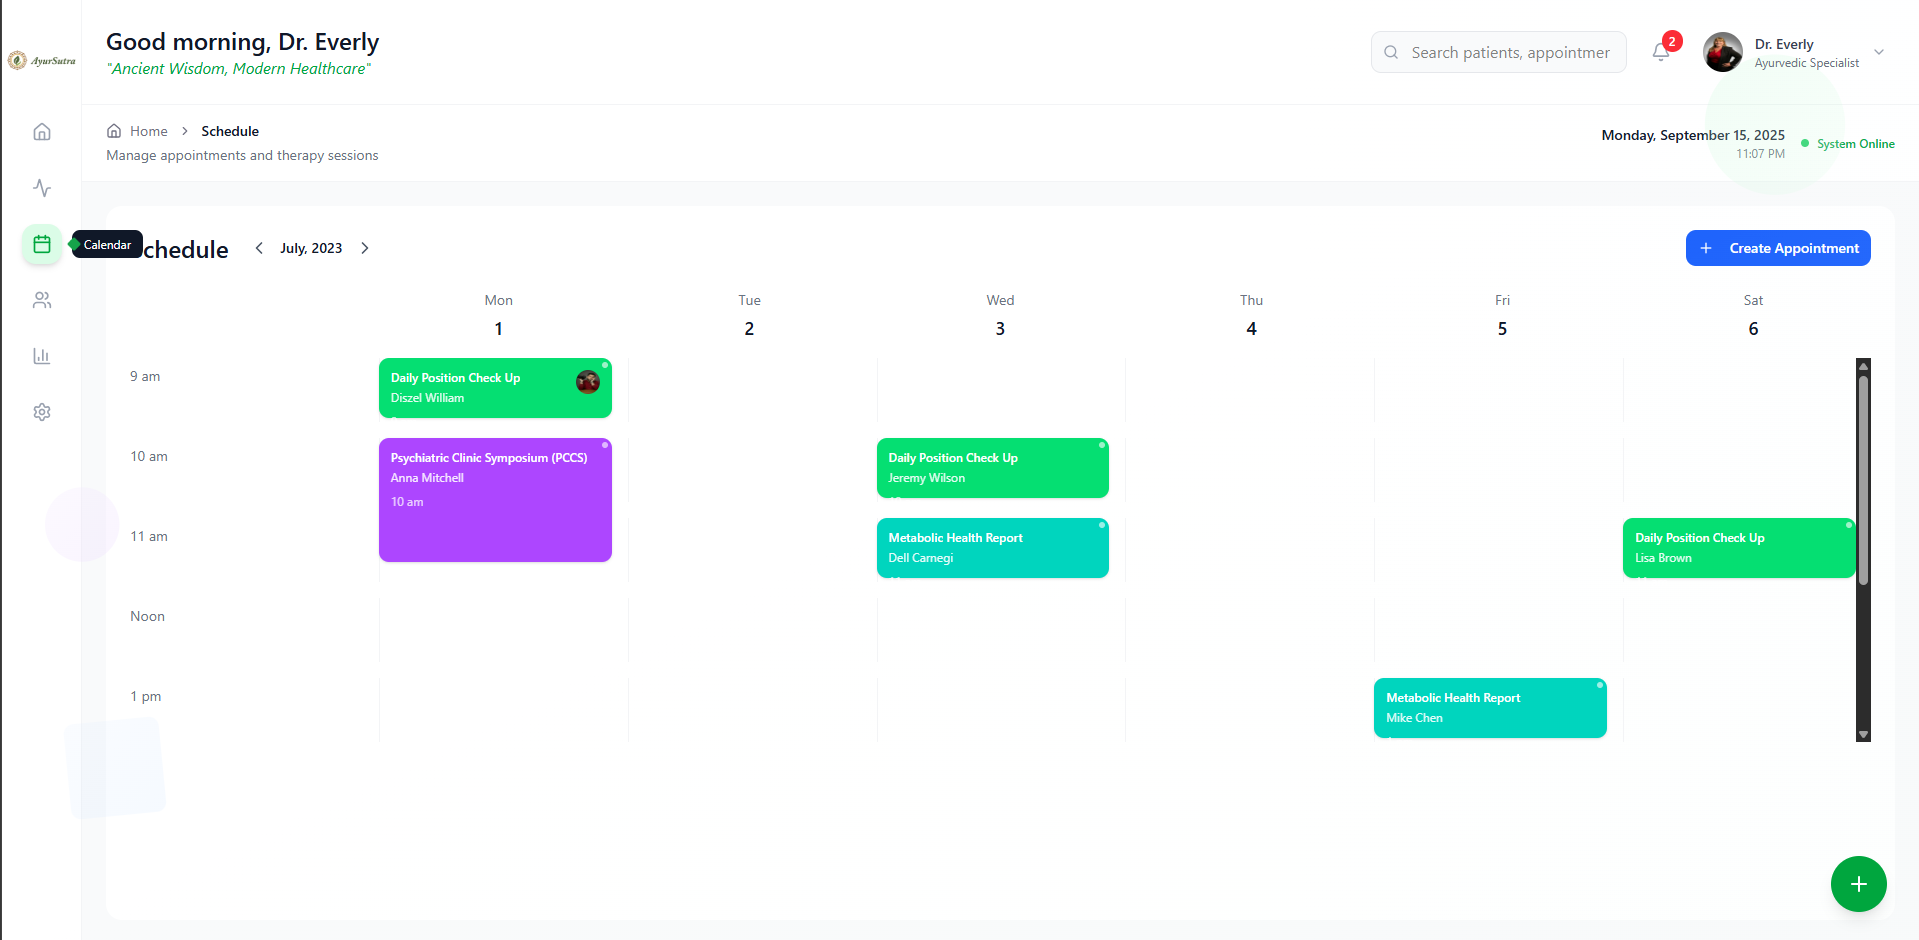 AyurSutra
Good morning, Dr. Everly
"Ancient Wisdom, Modern Healthcare"
Search patients, appointmer
2
Dr. Everly
Ayurvedic Specialist
Home > Schedule
Manage appointments and therapy sessions
Monday, September 15, 2025
11:07 PM
System Online
Calendar
chedule
July, 2023
+ Create Appointment
Mon
Tue
Wed
Thu
Fri
Sat
1
2
3
4
5
6
9 am
Daily Position Check Up
Diszel William
10 am
Psychiatric Clinic Symposium (PCCS)
Anna Mitchell
10 am
Daily Position Check Up
Jeremy Wilson
11 am
Metabolic Health Report
Dell Carnegi
Daily Position Check Up
Lisa Brown
Noon
1 pm
Metabolic Health Report
Mike Chen